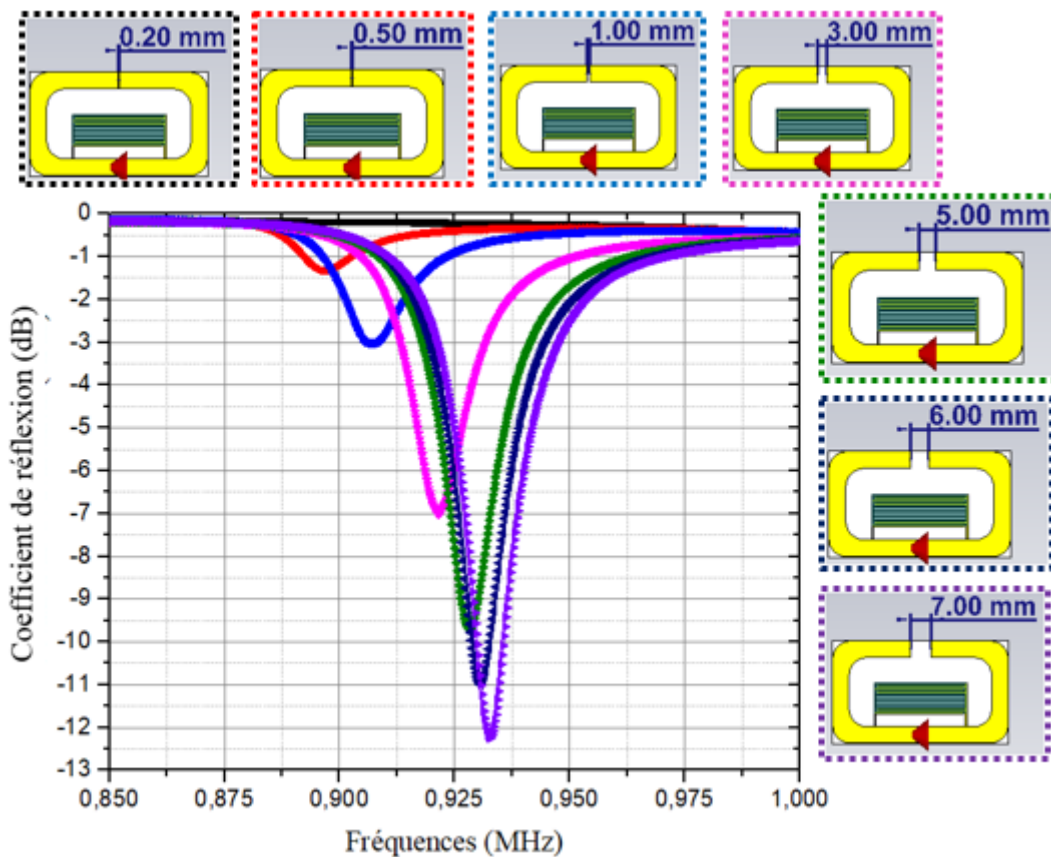 0.20 mm
0.50 mm
1.00 mm
3.00 mm
5.00 mm
6.00 mm
7.00 mm
Coefficient de réflexion (dB)
0
-1
-2
-3
-4
-5
-6
-7
-8
-9
-10
-11
-12
-13
0,850
0,875
0,900
0,925
0,950
0,975
1,000
Fréquences (MHz)